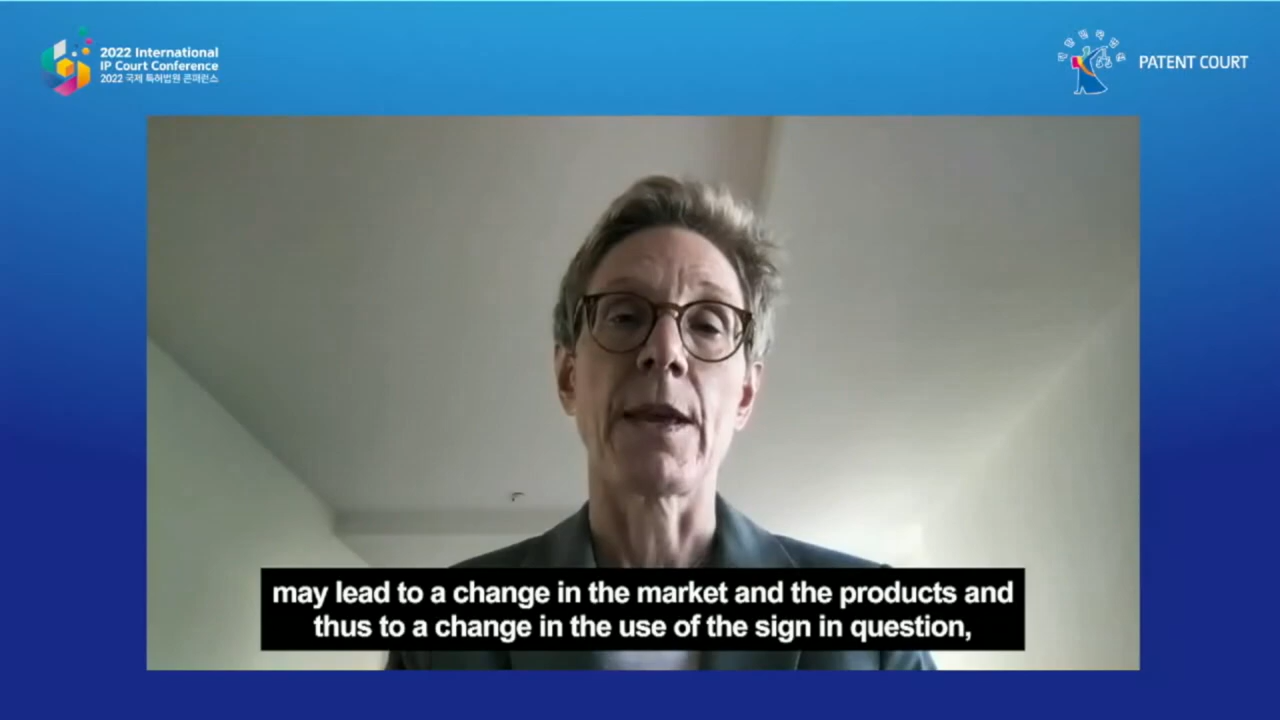 2022 International
IP Court Conference
2022 국제 특허법원 콘퍼런스
PATENT COURT
may lead to a change in the market and the products and
thus to a change in the use of the sign in question,